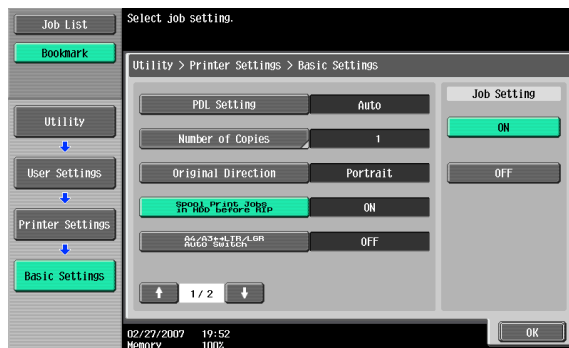 Job List
Select job setting.
Bookmark
Utility > Printer Settings > Basic Settings
PDL Setting
Auto
Job Setting
Utility
Number of Copies
1
ON
User Settings
Original Direction
Portrait
OFF
Spool Print Jobs
in HDD before RIP
ON
Printer Settings
A4/A3↔LTR/LGR
Auto Switch
OFF
Basic Settings
↑ 1/2 ↓
02/27/2007 19:52
Memory 100%
OK